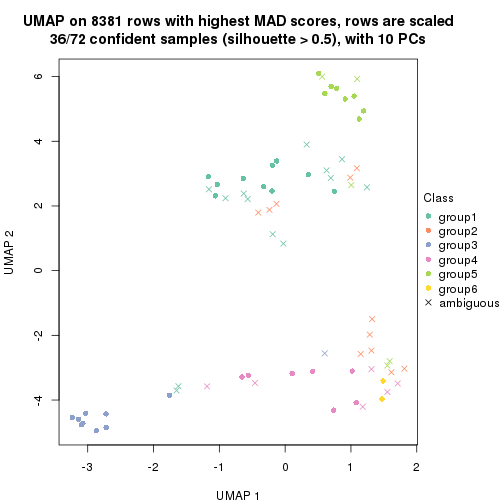 UMAP on 8381 rows with highest MAD scores, rows are scaled
36/72 confident samples (silhouette > 0.5), with 10 PCs
6
4
2
0
-2
-4
UMAP 2
-3
-2
-1
0
1
2
UMAP 1
Class
group1
group2
group3
group4
group5
group6
ambiguous